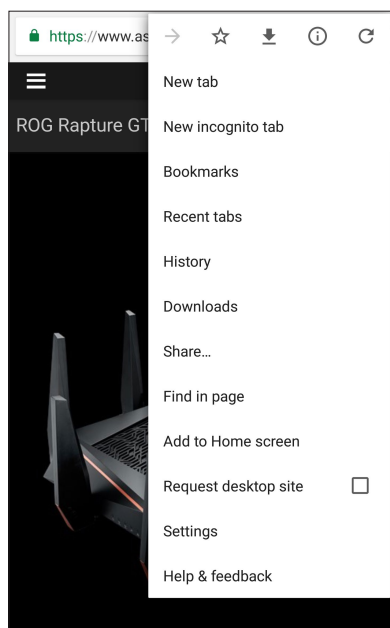 https://www.as
ROG Rapture GT
New tab
New incognito tab
Bookmarks
Recent tabs
History
Downloads
Share...
Find in page
Add to Home screen
Request desktop site
Settings
Help & feedback